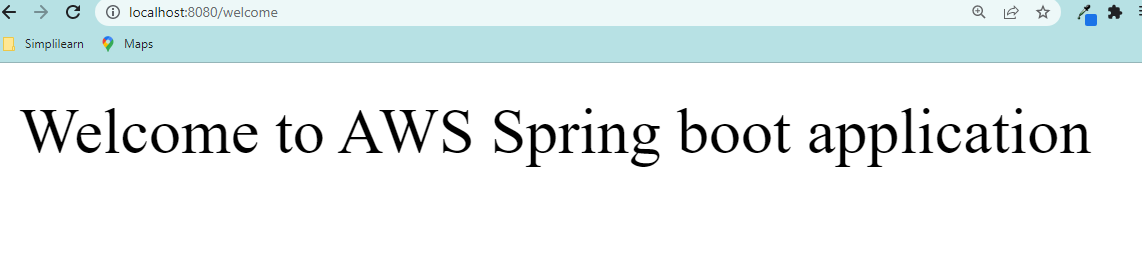 localhost:8080/welcome
Simplilearn Maps
Welcome to AWS Spring boot application